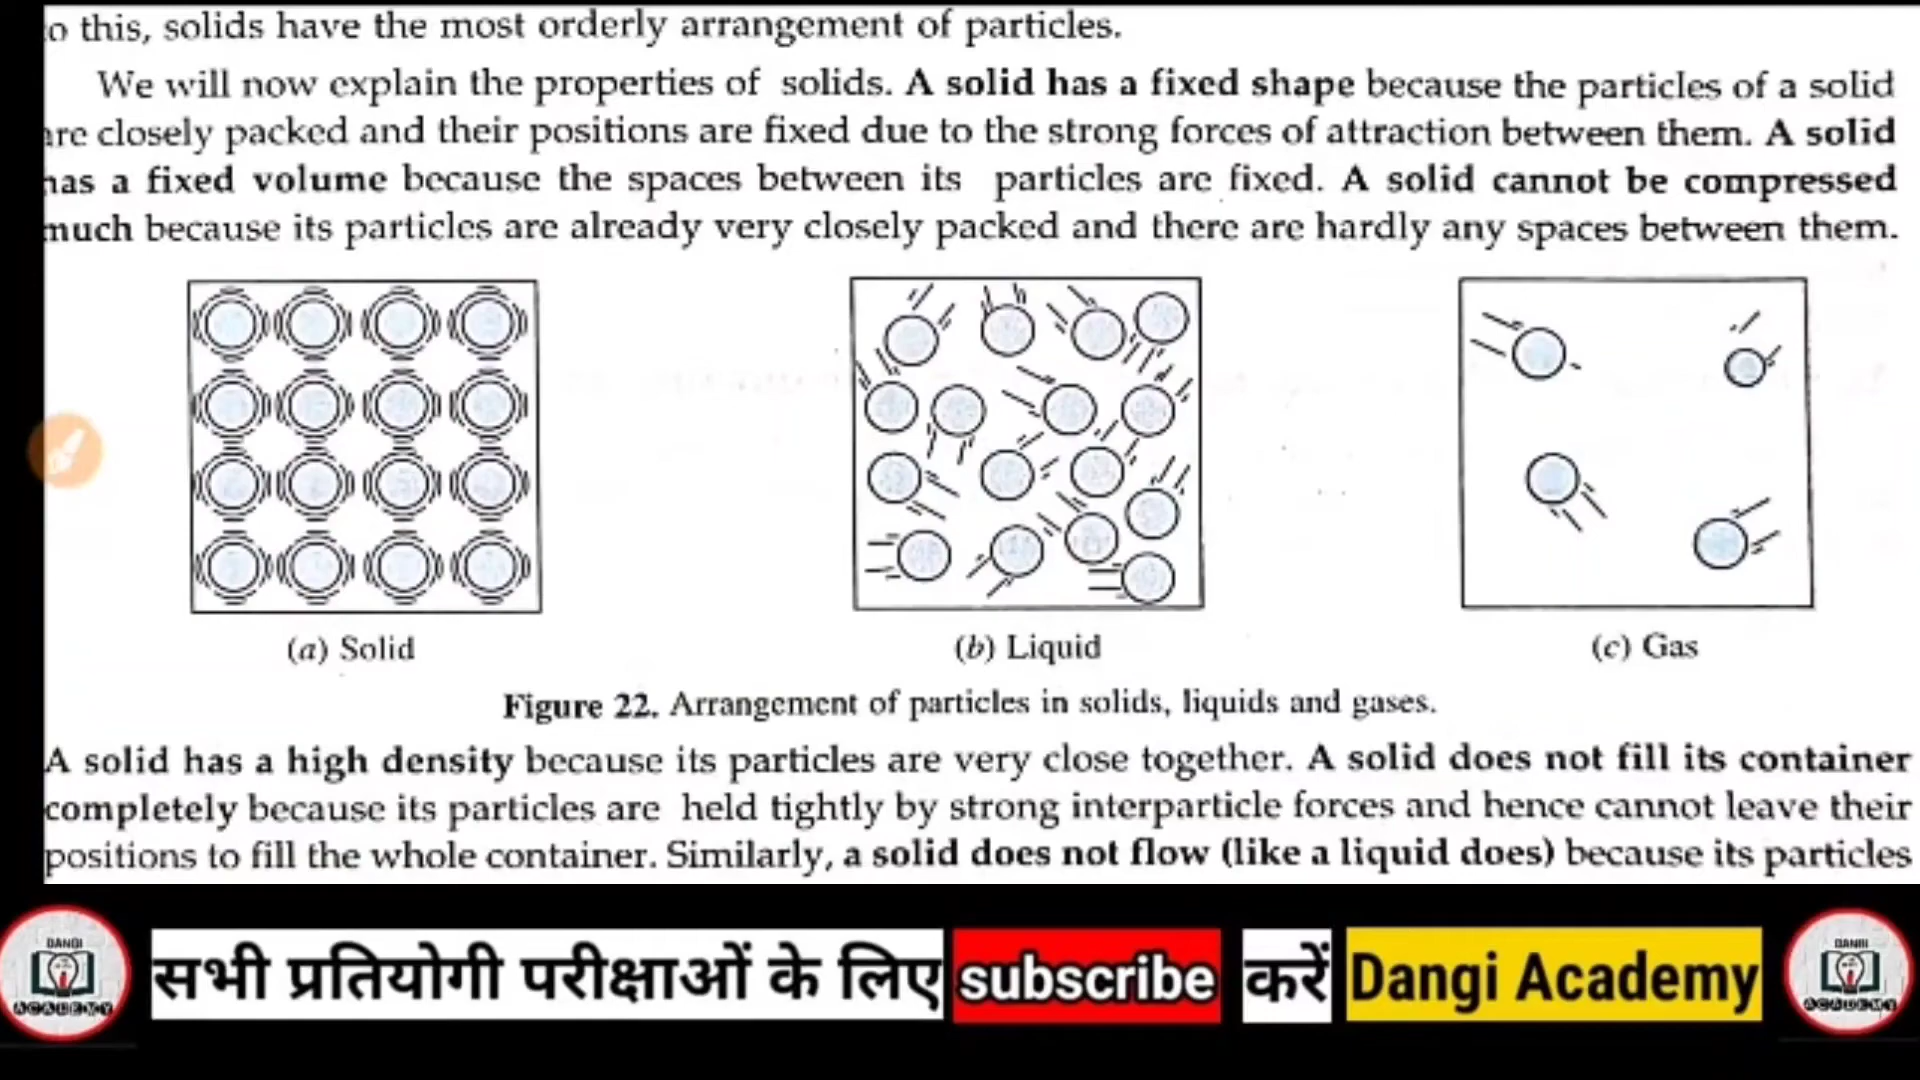 o this, solids have the most orderly arrangement of particles.
We will now explain the properties of solids. A solid has a fixed shape because the particles of a solid
are closely packed and their positions are fixed due to the strong forces of attraction between them. A solid
has a fixed volume because the spaces between its particles are fixed. A solid cannot be compressed
much because its particles are already very closely packed and there are hardly any spaces between them.
(a) Solid
(b) Liquid
(c) Gas
Figure 22. Arrangement of particles in solids, liquids and gases.
A solid has a high density because its particles are very close together. A solid does not fill its container
completely because its particles are held tightly by strong interparticle forces and hence cannot leave their
positions to fill the whole container. Similarly, a solid does not flow (like a liquid does) because its particles
DANGI
ACADEMY
सभी प्रतियोगी परीक्षाओं के लिए subscribe करें Dangi Academy
DANGI
ACADEMY